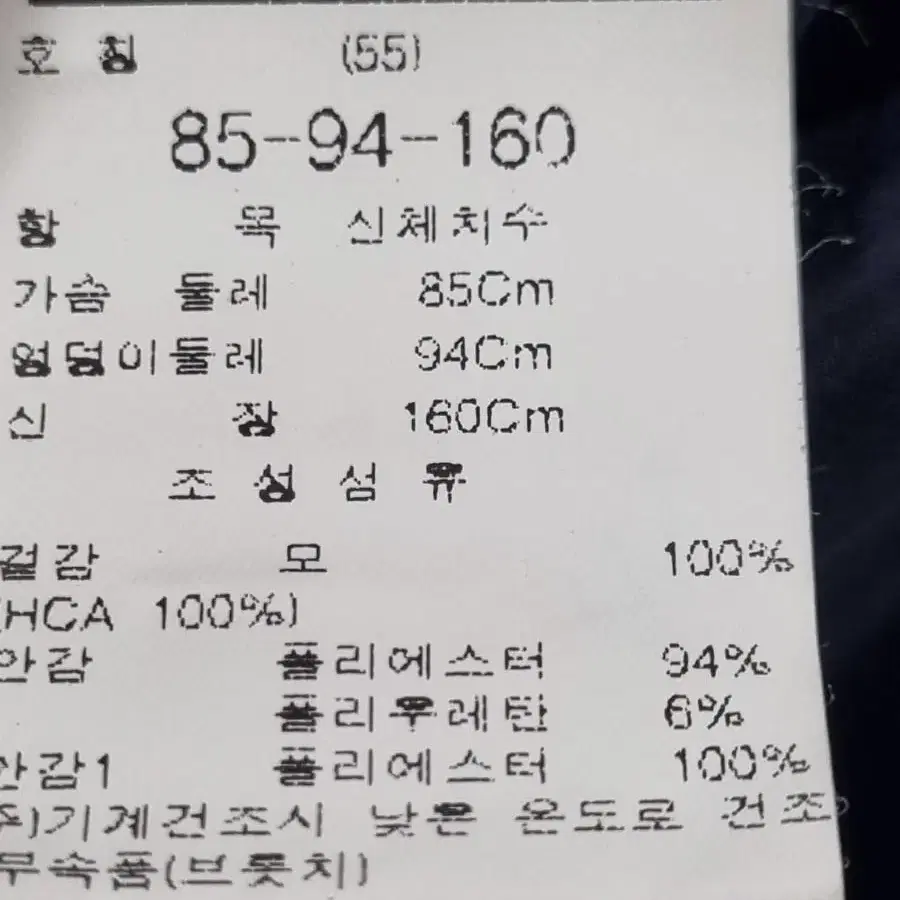 호 칭 (55)
85-94-160
항 목 신체치수
가슴 둘레 85Cm
엉덩이둘레 94Cm
신 장 160Cm
조 성 섬 유
겉감 모 100%
(HCA 100%)
안감 폴리에스터 94%
폴리우레탄 6%
안감1 폴리에스터 100%
주)기계건조시 낮은 온도로 건조
부속품(브롯치)